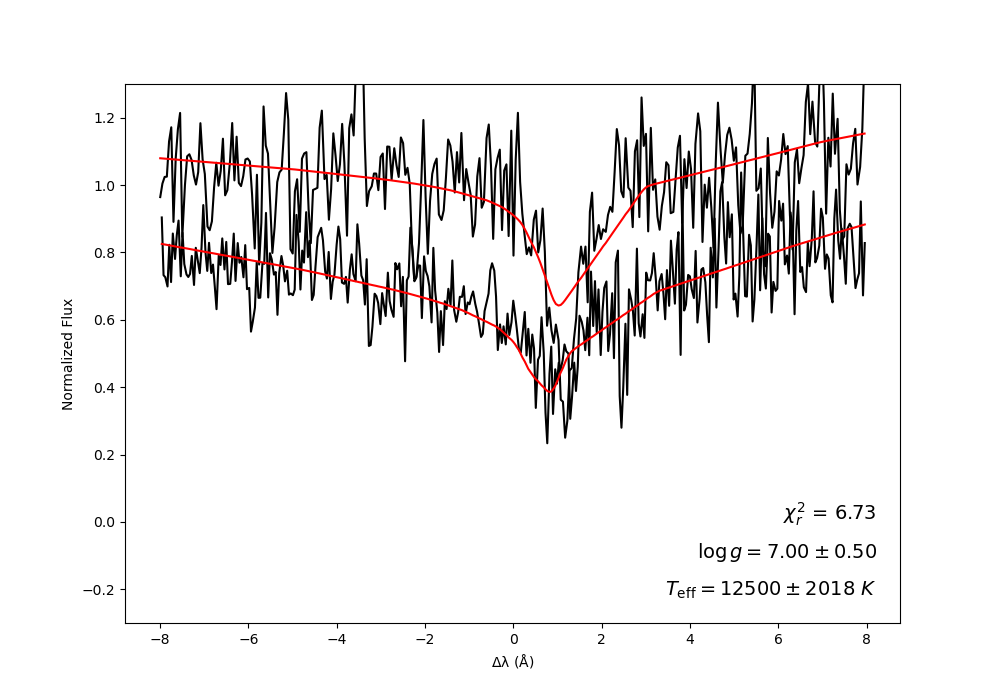 1.2
1.0
0.8
0.6
0.4
0.2
0.0
−0.2
Normalized Flux
χ²ᵣ = 6.73
log g = 7.00 ± 0.50
T_eff = 12500 ± 2018 K
−8 −6 −4 −2 0 2 4 6 8
Δλ (Å)